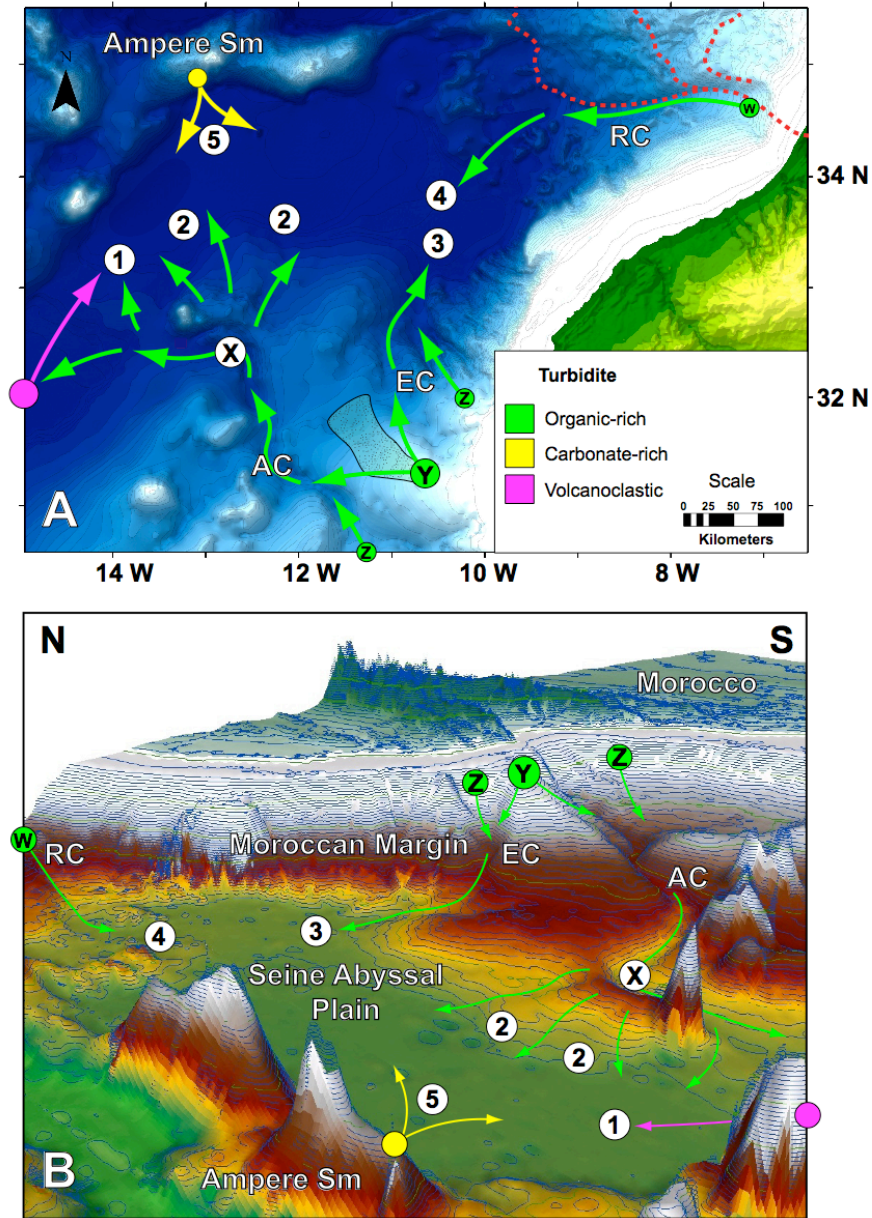 N
Ampere Sm
W
RC
5
34 N
4
2
2
3
1
X
EC
Z
32 N
AC
Y
Z
A
Turbidite
Organic-rich
Carbonate-rich
Volcanoclastic
Scale
0 25 50 75 100
Kilometers
14 W 12 W 10 W 8 W
N S
Morocco
Z Y Z
W
RC Moroccan Margin EC
AC
4 3
Seine Abyssal
Plain
X
2
2
5
1
B Ampere Sm